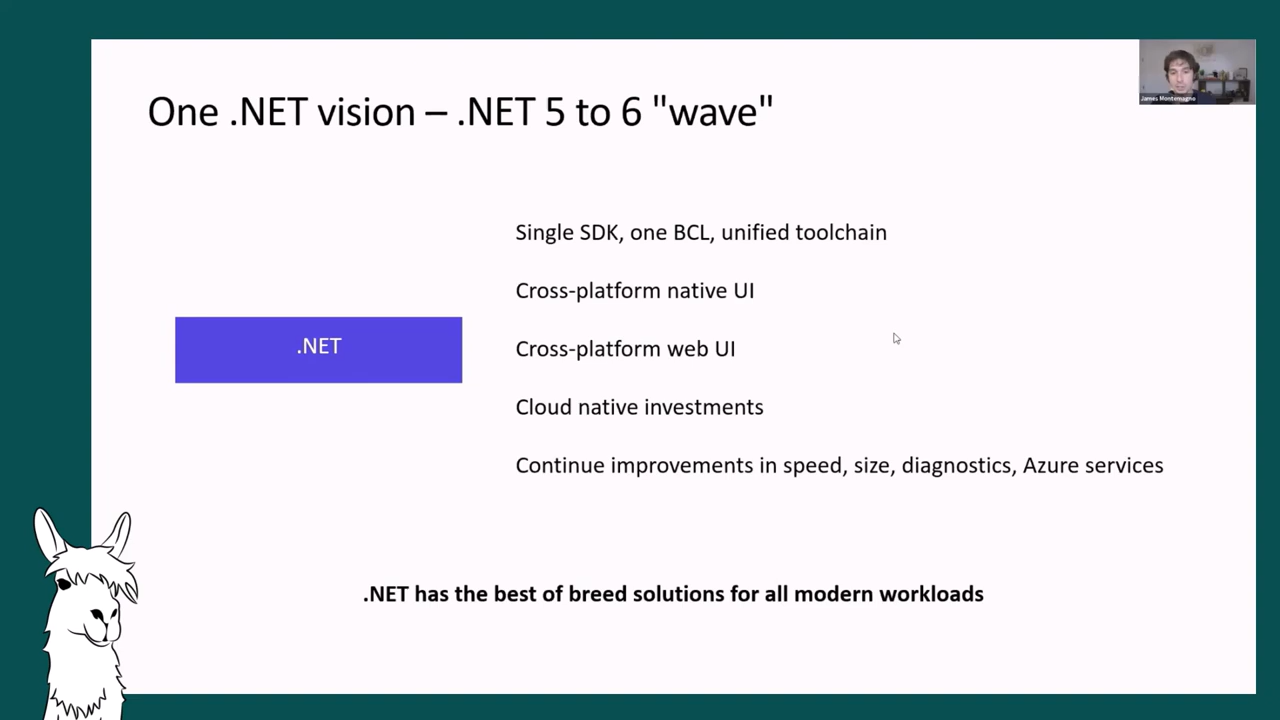 James Montemagno
One .NET vision – .NET 5 to 6 "wave"
Single SDK, one BCL, unified toolchain
Cross-platform native UI
.NET
Cross-platform web UI
Cloud native investments
Continue improvements in speed, size, diagnostics, Azure services
.NET has the best of breed solutions for all modern workloads